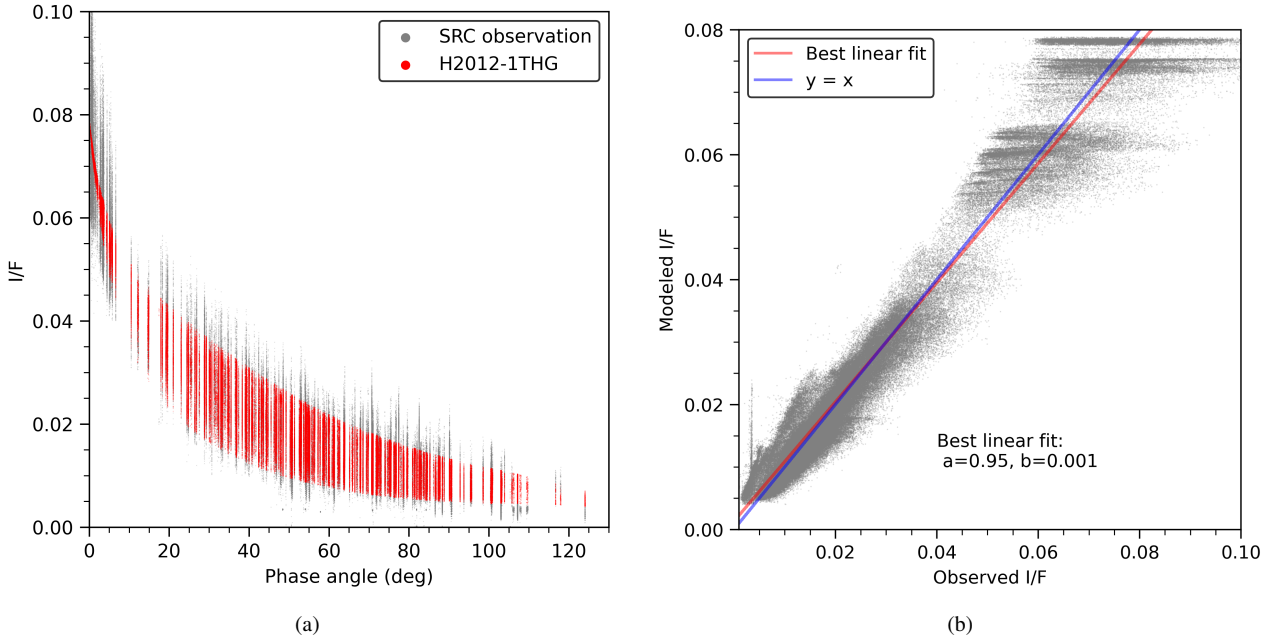 0.10
0.08
0.06
0.04
0.02
0.00
I/F
SRC observation
H2012-1THG
0 20 40 60 80 100 120
Phase angle (deg)
(a)
0.08
0.06
0.04
0.02
0.00
Modeled I/F
Best linear fit
y = x
Best linear fit:
a=0.95, b=0.001
0.02 0.04 0.06 0.08 0.10
Observed I/F
(b)